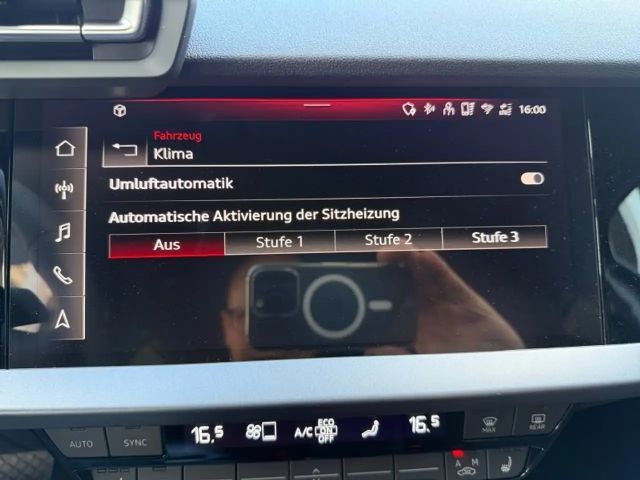 16:00
Fahrzeug
Klima
Umluftautomatik
Automatische Aktivierung der Sitzheizung
Aus Stufe 1 Stufe 2 Stufe 3
AUTO SYNC 16.5 A/C ECO ON OFF 16.5 MAX REAR
A M